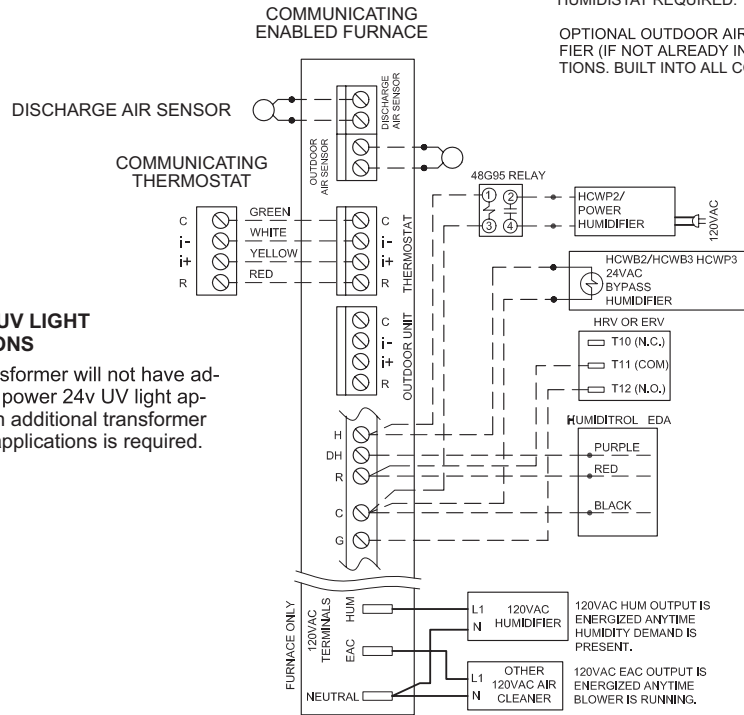 HUMIDISTAT REQUIRED.
OPTIONAL OUTDOOR AIR
FIER (IF NOT ALREADY IN
TIONS. BUILT INTO ALL
COMMUNICATING
ENABLED FURNACE
DISCHARGE AIR SENSOR
DISCHARGE
AIR SENSOR
OUTDOOR
AIR SENSOR
COMMUNICATING
THERMOSTAT
C
i-
i+
R
GREEN
WHITE
YELLOW
RED
C
i-
i+
R
THERMOSTAT
C
i-
i+
R
OUTDOOR UNIT
48G95 RELAY
1 2
3 4
HCWP2/
POWER
HUMIDIFIER
120VAC
HCWB2/HCWB3 HCWP3
24VAC
BYPASS
HUMIDIFIER
HRV OR ERV
T10 (N.C.)
T11 (COM)
T12 (N.O.)
HUMIDITROL EDA
PURPLE
RED
BLACK
UV LIGHT
ONS
sformer will not have ad-
power 24v UV light ap-
n additional transformer
applications is required.
H
DH
R
C
G
FURNACE ONLY
120VAC
TERMINALS
HUM
EAC
NEUTRAL
L1
N
120VAC
HUMIDIFIER
120VAC HUM OUTPUT IS
ENERGIZED ANYTIME
HUMIDITY DEMAND IS
PRESENT.
L1
N
OTHER
120VAC AIR
CLEANER
120VAC EAC OUTPUT IS
ENERGIZED ANYTIME
BLOWER IS RUNNING.